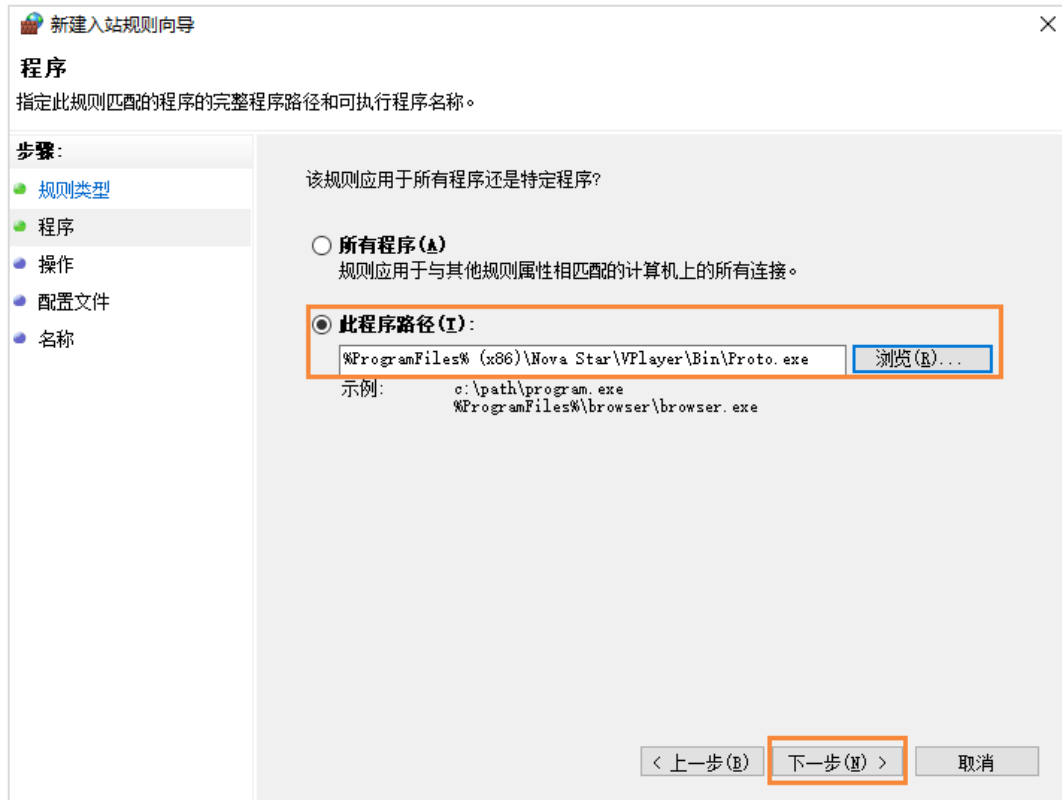 新建入站规则向导
程序
指定此规则匹配的程序的完整程序路径和可执行程序名称。
步骤:
规则类型
程序
操作
配置文件
名称
该规则应用于所有程序还是特定程序?
所有程序(A)
规则应用于与其他规则属性相匹配的计算机上的所有连接。
此程序路径(T):
%ProgramFiles% (x86)\Nova Star\VPlayer\Bin\Proto.exe
浏览(R)...
示例: c:\path\program.exe
%ProgramFiles%\browser\browser.exe
< 上一步(B) 下一步(N) > 取消